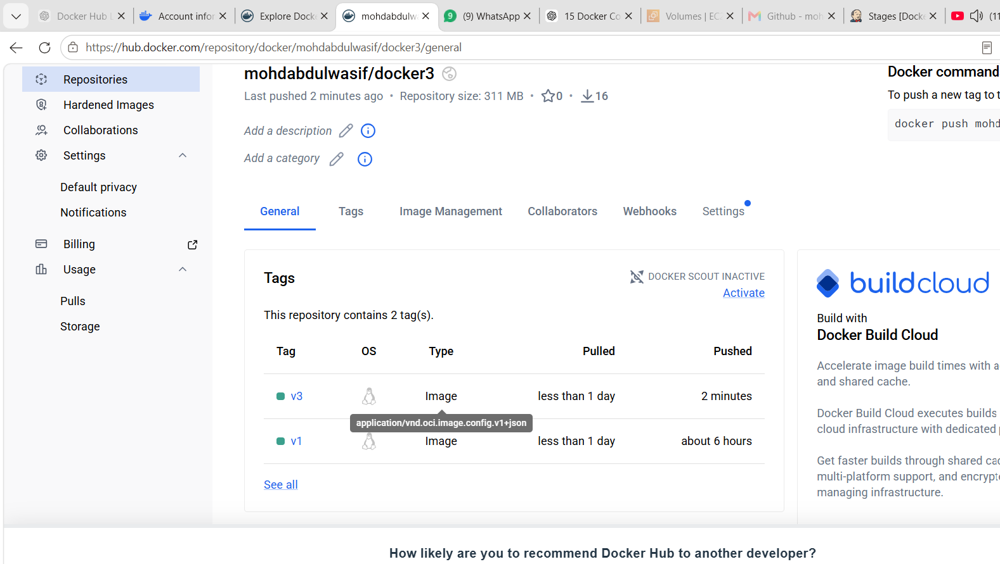 Docker Hub L
Account infor
Explore Docke
mohdabdulwa
(9) WhatsApp
15 Docker Co
Volumes | EC2
Github - moh
Stages [Docke
(11
https://hub.docker.com/repository/docker/mohdabdulwasif/docker3/general
Repositories
Hardened Images
Collaborations
Settings
Default privacy
Notifications
Billing
Usage
Pulls
Storage
mohdabdulwasif/docker3
Last pushed 2 minutes ago • Repository size: 311 MB • 0 • 16
Add a description
Add a category
Docker command
To push a new tag to t
docker push mohd
General
Tags
Image Management
Collaborators
Webhooks
Settings
Tags
DOCKER SCOUT INACTIVE
Activate
This repository contains 2 tag(s).
Tag OS Type Pulled Pushed
v3 Image less than 1 day 2 minutes
application/vnd.oci.image.config.v1+json
v1 Image less than 1 day about 6 hours
See all
buildcloud
Build with
Docker Build Cloud
Accelerate image build times with a
and shared cache.
Docker Build Cloud executes builds
cloud infrastructure with dedicated p
Get faster builds through shared cac
multi-platform support, and encrypte
managing infrastructure.
How likely are you to recommend Docker Hub to another developer?